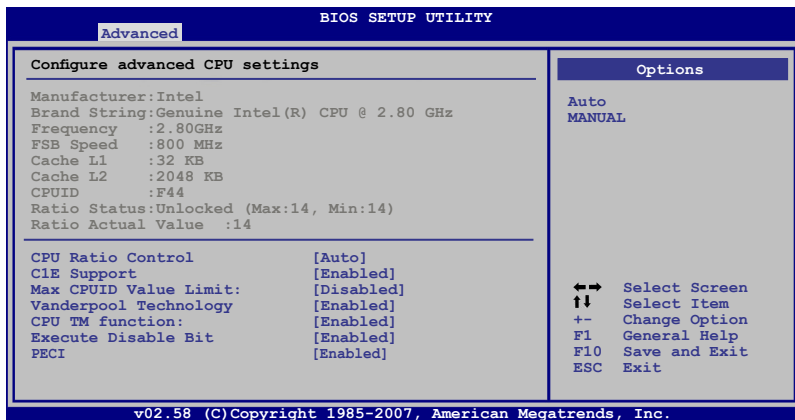 BIOS SETUP UTILITY
Advanced
Configure advanced CPU settings
Manufacturer:Intel
Brand String:Genuine Intel(R) CPU @ 2.80 GHz
Frequency :2.80GHz
FSB Speed :800 MHz
Cache L1 :32 KB
Cache L2 :2048 KB
CPUID :F44
Ratio Status:Unlocked (Max:14, Min:14)
Ratio Actual Value :14
CPU Ratio Control [Auto]
C1E Support [Enabled]
Max CPUID Value Limit: [Disabled]
Vanderpool Technology [Enabled]
CPU TM function: [Enabled]
Execute Disable Bit [Enabled]
PECI [Enabled]
Options
Auto
MANUAL
←→ Select Screen
↑↓ Select Item
+- Change Option
F1 General Help
F10 Save and Exit
ESC Exit
v02.58 (C)Copyright 1985-2007, American Megatrends, Inc.